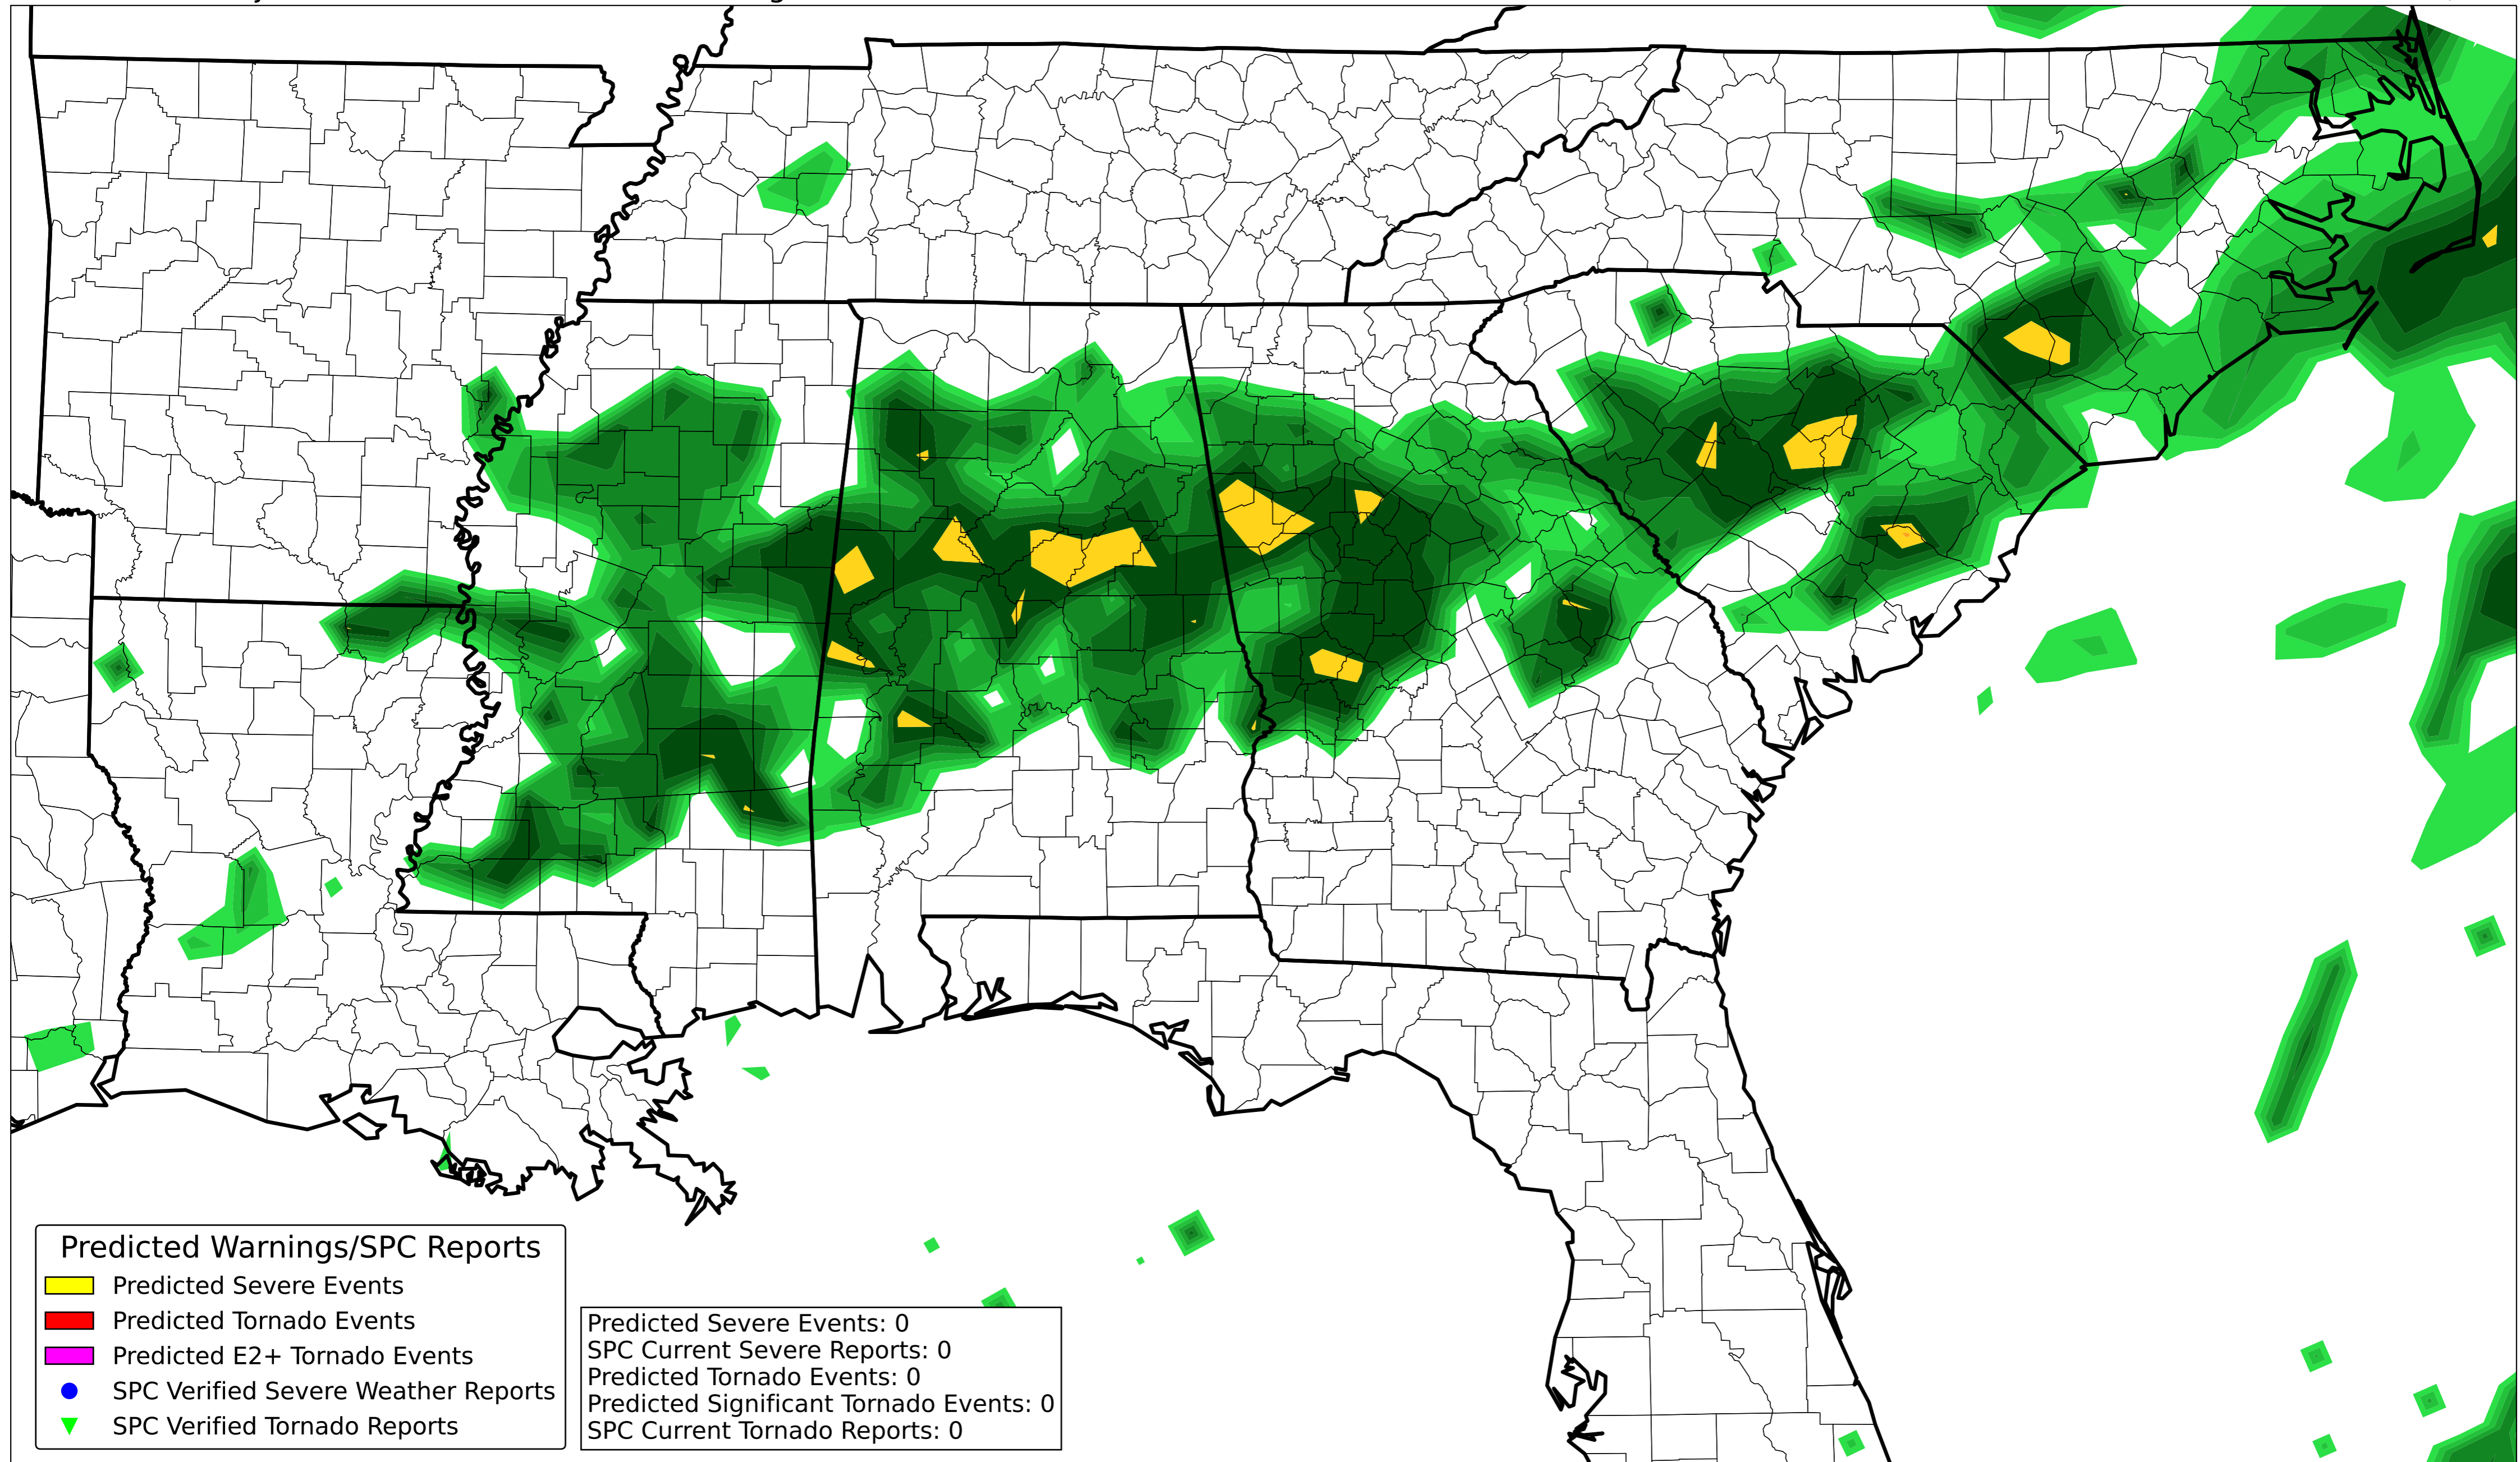 Predicted Warnings/SPC Reports
Predicted Severe Events
Predicted Tornado Events
Predicted E2+ Tornado Events
SPC Verified Severe Weather Reports
SPC Verified Tornado Reports
Predicted Severe Events: 0
SPC Current Severe Reports: 0
Predicted Tornado Events: 0
Predicted Significant Tornado Events: 0
SPC Current Tornado Reports: 0